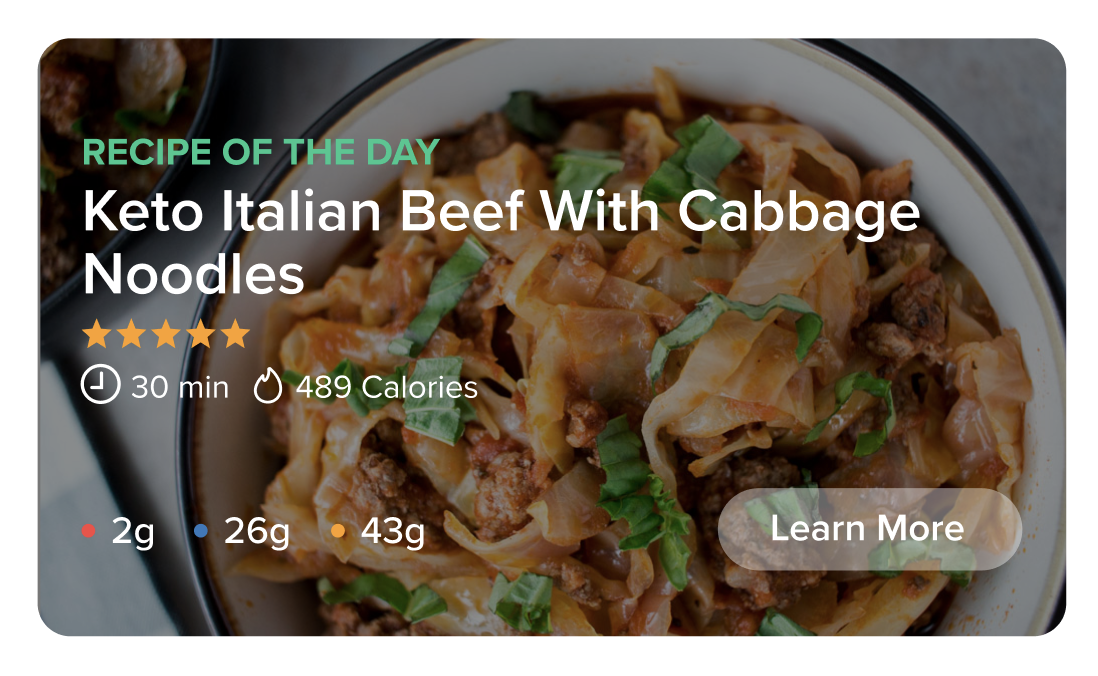 RECIPE OF THE DAY
Keto Italian Beef With Cabbage
Noodles
30 min 489 Calories
2g 26g 43g
Learn More